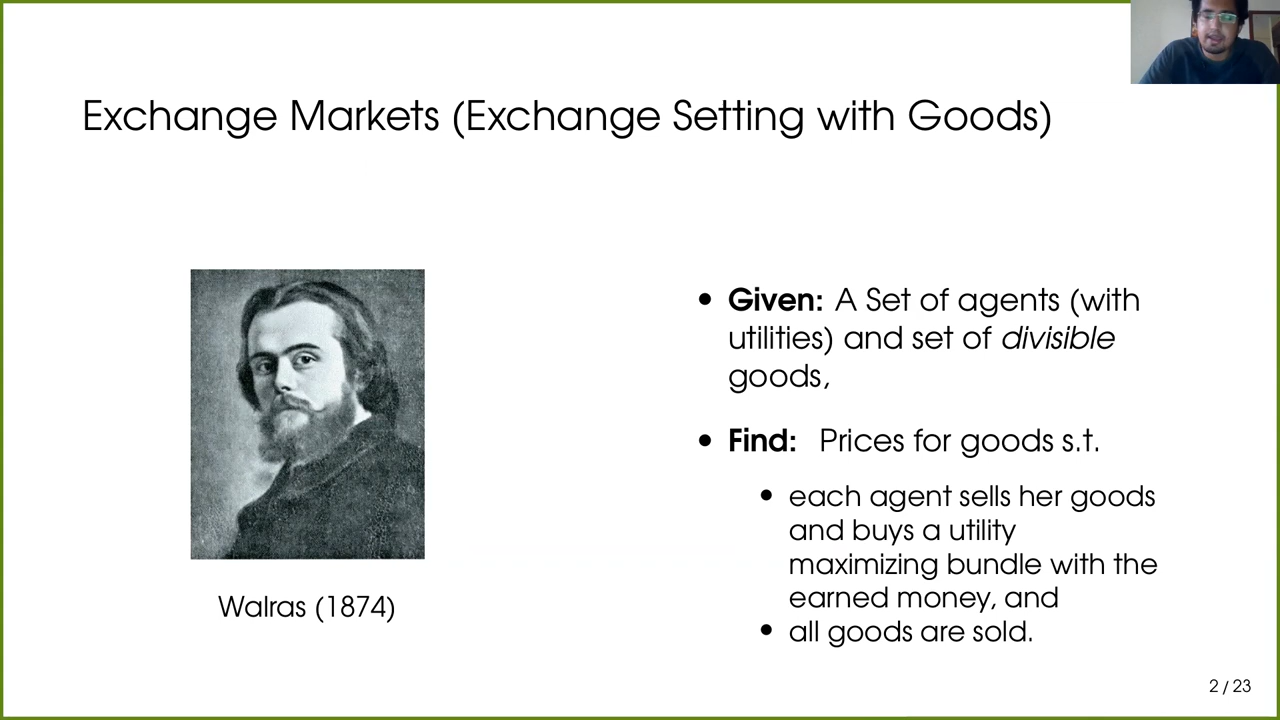 Exchange Markets (Exchange Setting with Goods)
Walras (1874)
• Given: A Set of agents (with
utilities) and set of divisible
goods,
• Find: Prices for goods s.t.
• each agent sells her goods
and buys a utility
maximizing bundle with the
earned money, and
• all goods are sold.
2 / 23